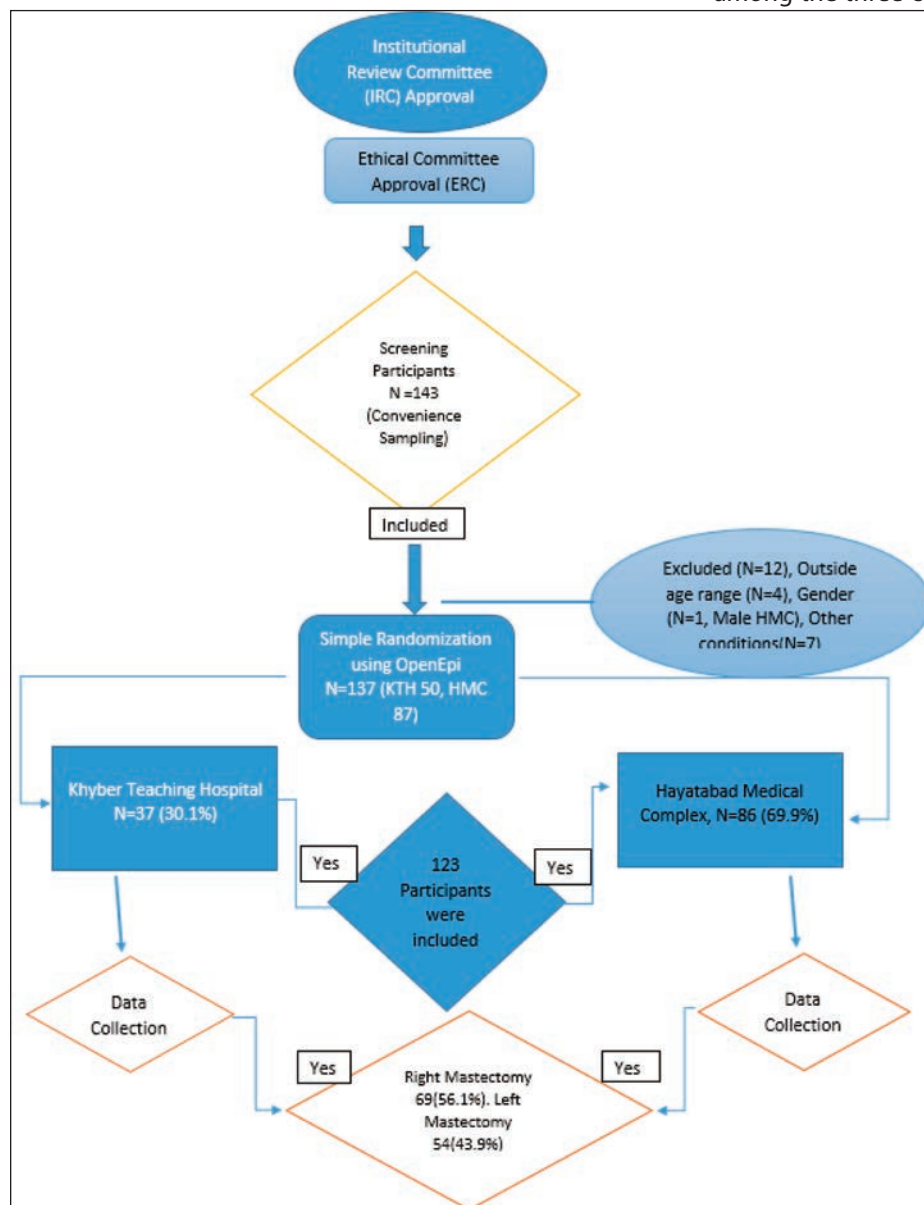 among the three
Institutional
Review Committee
(IRC) Approval
Ethical Committee
Approval (ERC)
Screening
Participants
N =143
(Convenience
Sampling)
Included
Excluded (N=12), Outside
age range (N=4), Gender
(N=1, Male HMC), Other
conditions(N=7)
Simple Randomization
using OpenEpi
N=137 (KTH 50, HMC
87)
Khyber Teaching Hospital
N=37 (30.1%)
Hayatabad Medical
Complex, N=86 (69.9%)
Yes
Yes
123
Participants
were
included
Data
Collection
Data
Collection
Yes
Yes
Right Mastectomy
69(56.1%). Left
Mastectomy
54(43.9%)